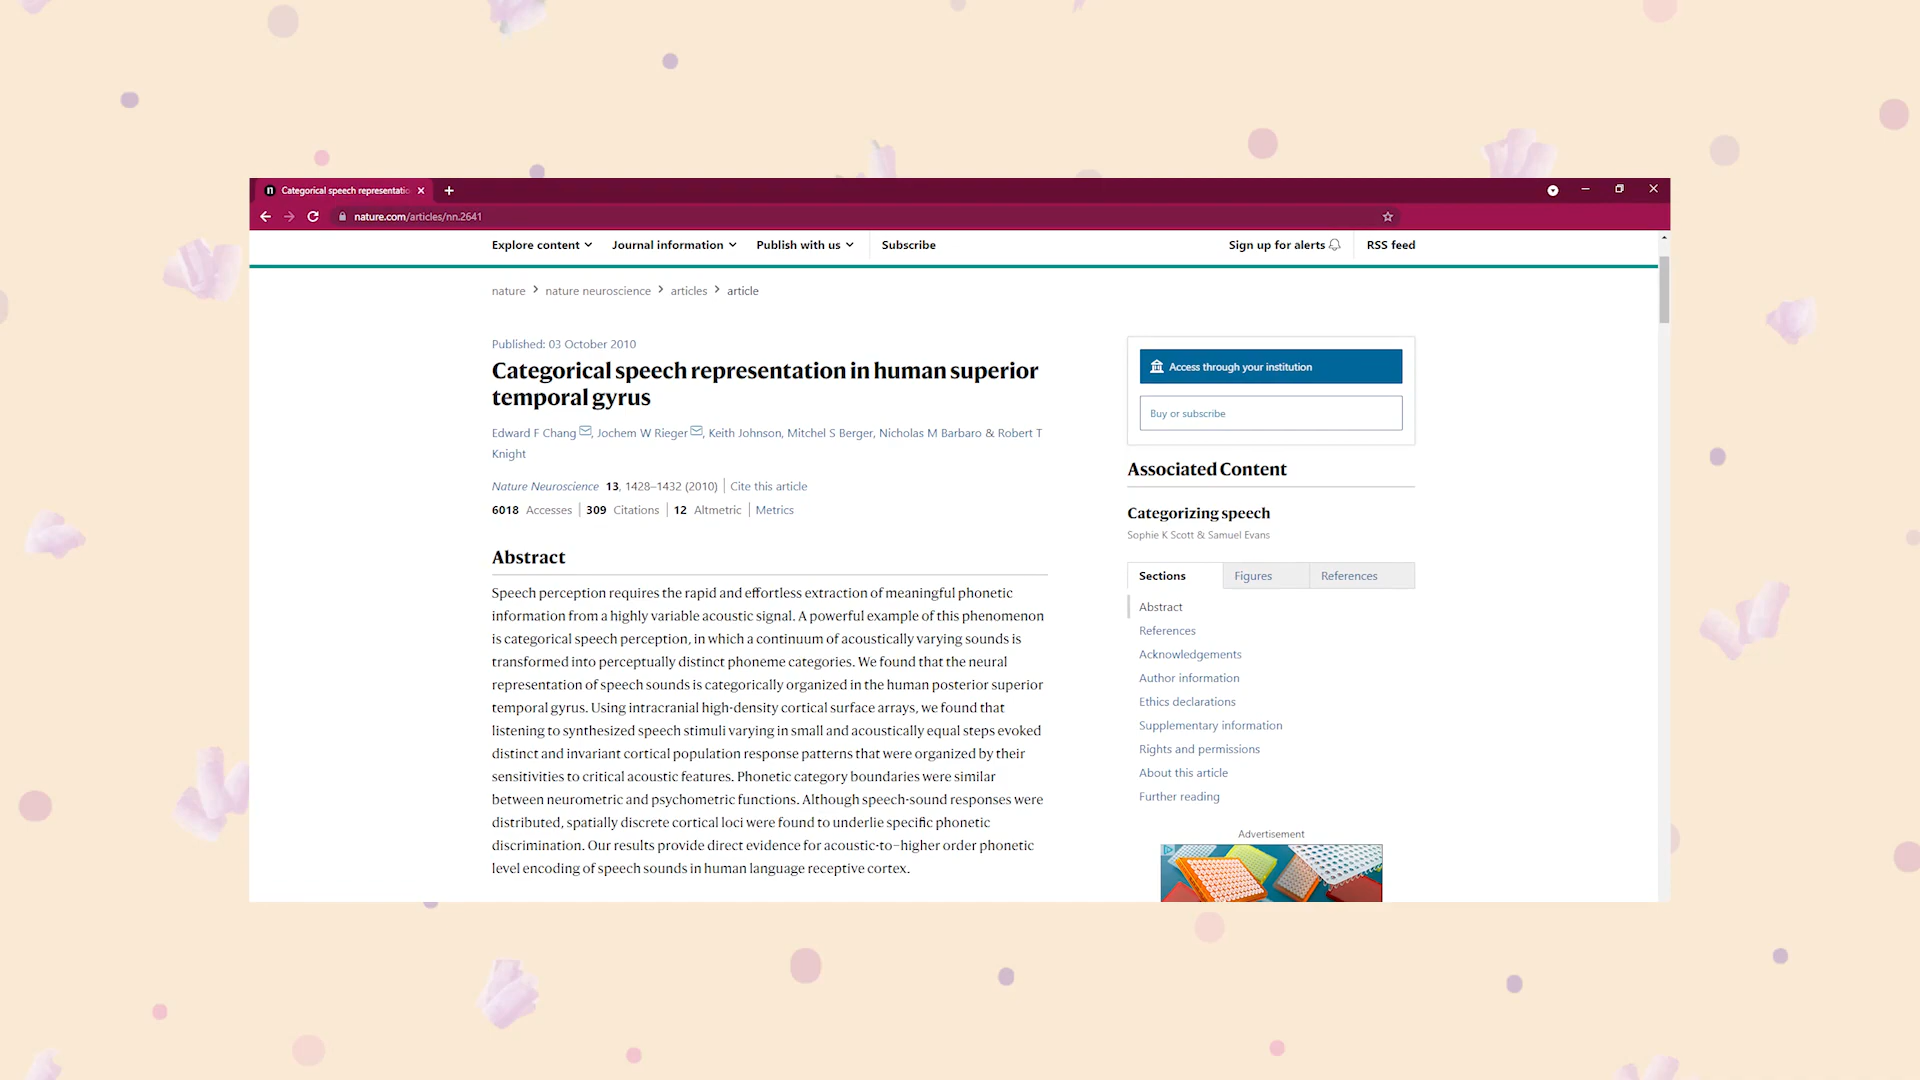 n Categorical speech representatio × +
nature.com/articles/nn.2641
Explore content Journal information Publish with us Subscribe Sign up for alerts RSS feed
nature > nature neuroscience > articles > article
Published: 03 October 2010
Categorical speech representation in human superior
temporal gyrus
Edward F Chang, Jochem W Rieger, Keith Johnson, Mitchel S Berger, Nicholas M Barbaro & Robert T
Knight
Nature Neuroscience 13, 1428–1432 (2010) | Cite this article
6018 Accesses | 309 Citations | 12 Altmetric | Metrics
Abstract
Speech perception requires the rapid and effortless extraction of meaningful phonetic
information from a highly variable acoustic signal. A powerful example of this phenomenon
is categorical speech perception, in which a continuum of acoustically varying sounds is
transformed into perceptually distinct phoneme categories. We found that the neural
representation of speech sounds is categorically organized in the human posterior superior
temporal gyrus. Using intracranial high-density cortical surface arrays, we found that
listening to synthesized speech stimuli varying in small and acoustically equal steps evoked
distinct and invariant cortical population response patterns that were organized by their
sensitivities to critical acoustic features. Phonetic category boundaries were similar
between neurometric and psychometric functions. Although speech-sound responses were
distributed, spatially discrete cortical loci were found to underlie specific phonetic
discrimination. Our results provide direct evidence for acoustic-to–higher order phonetic
level encoding of speech sounds in human language receptive cortex.
Access through your institution
Buy or subscribe
Associated Content
Categorizing speech
Sophie K Scott & Samuel Evans
Sections Figures References
Abstract
References
Acknowledgements
Author information
Ethics declarations
Supplementary information
Rights and permissions
About this article
Further reading
Advertisement